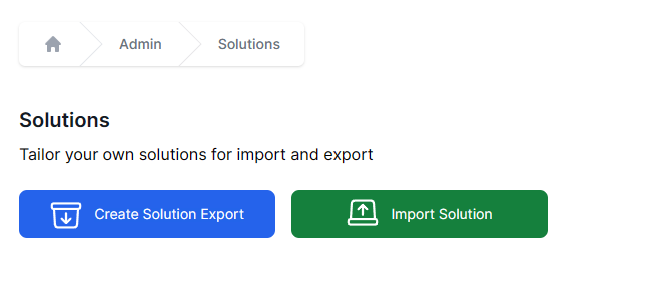 Admin Solutions
Solutions
Tailor your own solutions for import and export
Create Solution Export Import Solution